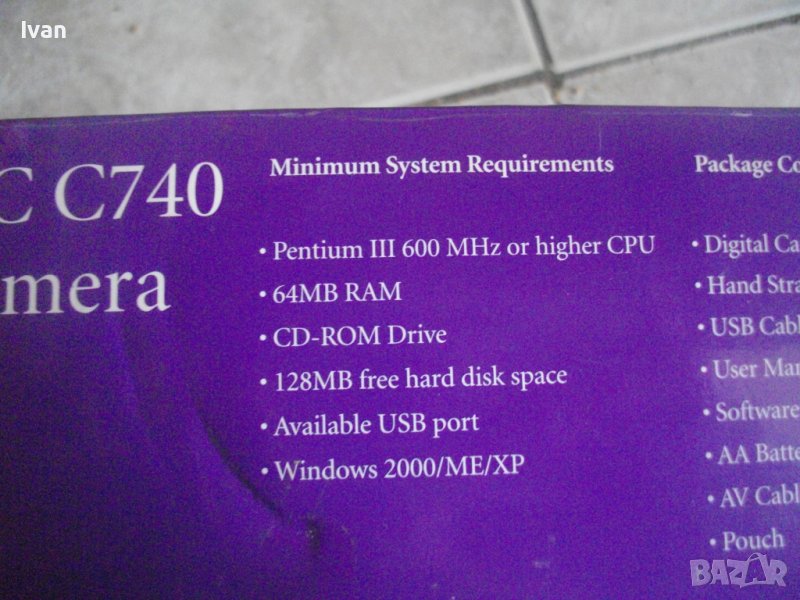 Ivan
C C740
mera
Minimum System Requirements
• Pentium III 600 MHz or higher CPU
• 64MB RAM
• CD-ROM Drive
• 128MB free hard disk space
• Available USB port
• Windows 2000/ME/XP
Package Co
• Digital Ca
• Hand Stra
• USB Cabl
• User Man
• Software
• AA Batte
• AV Cabl
• Pouch
BAZAR